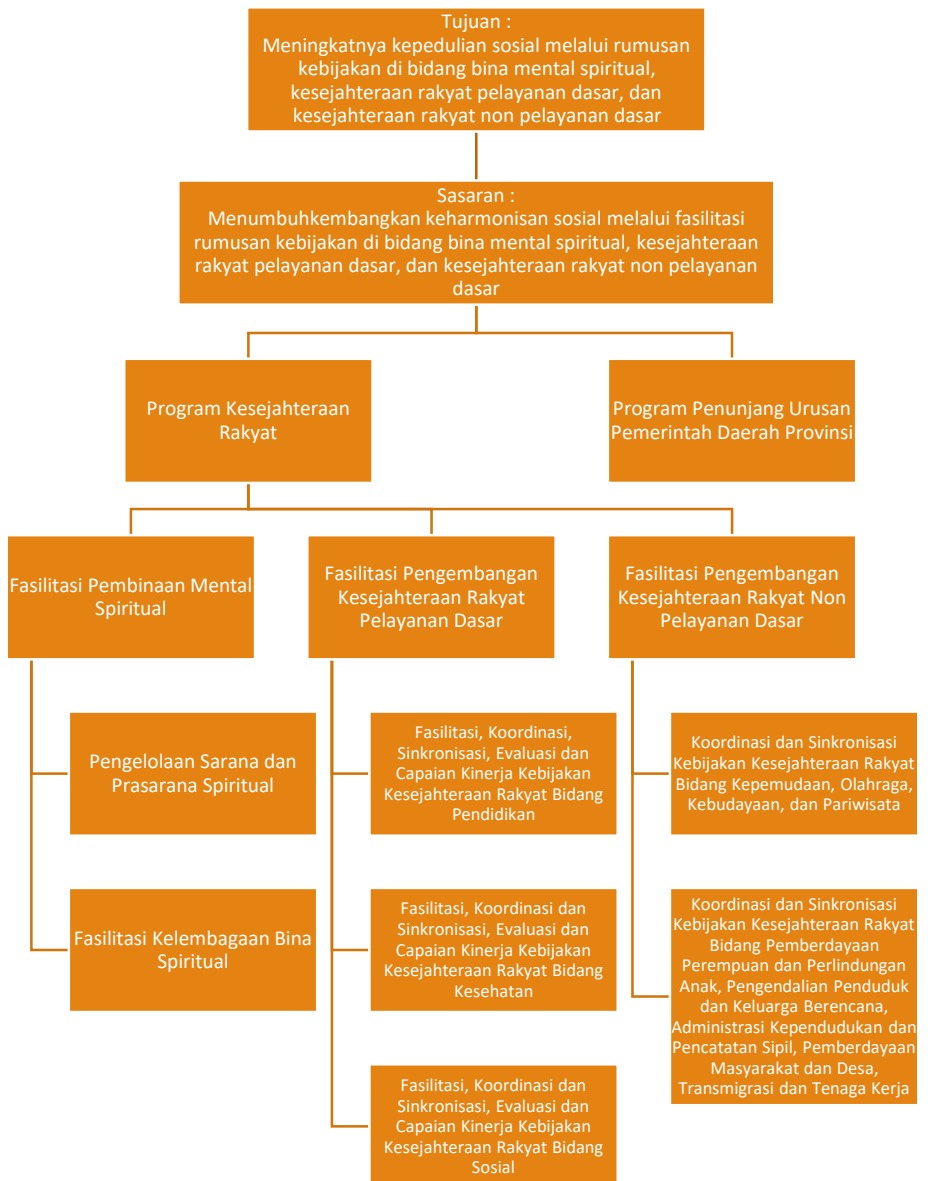 Tujuan :
Meningkatnya kepedulian sosial melalui rumusan
kebijakan di bidang bina mental spiritual,
kesejahteraan rakyat pelayanan dasar, dan
kesejahteraan rakyat non pelayanan dasar
Sasaran :
Menumbuhkembangkan keharmonisan sosial melalui fasilitasi
rumusan kebijakan di bidang bina mental spiritual, kesejahteraan
rakyat pelayanan dasar, dan kesejahteraan rakyat non pelayanan
dasar
Program Kesejahteraan
Rakyat
Program Penunjang Urusan
Pemerintah Daerah Provinsi
Fasilitasi Pembinaan Mental
Spiritual
Fasilitasi Pengembangan
Kesejahteraan Rakyat
Pelayanan Dasar
Fasilitasi Pengembangan
Kesejahteraan Rakyat Non
Pelayanan Dasar
Pengelolaan Sarana dan
Prasarana Spiritual
Fasilitasi, Koordinasi,
Sinkronisasi, Evaluasi dan
Capaian Kinerja Kebijakan
Kesejahteraan Rakyat Bidang
Pendidikan
Koordinasi dan Sinkronisasi
Kebijakan Kesejahteraan Rakyat
Bidang Kepemudaan, Olahraga,
Kebudayaan, dan Pariwisata
Fasilitasi Kelembagaan Bina
Spiritual
Fasilitasi, Koordinasi dan
Sinkronisasi, Evaluasi dan
Capaian Kinerja Kebijakan
Kesejahteraan Rakyat Bidang
Kesehatan
Koordinasi dan Sinkronisasi
Kebijakan Kesejahteraan Rakyat
Bidang Pemberdayaan
Perempuan dan Perlindungan
Anak, Pengendalian Penduduk
dan Keluarga Berencana,
Administrasi Kependudukan dan
Pencatatan Sipil, Pemberdayaan
Masyarakat dan Desa,
Transmigrasi dan Tenaga Kerja
Fasilitasi, Koordinasi dan
Sinkronisasi, Evaluasi dan
Capaian Kinerja Kebijakan
Kesejahteraan Rakyat Bidang
Sosial